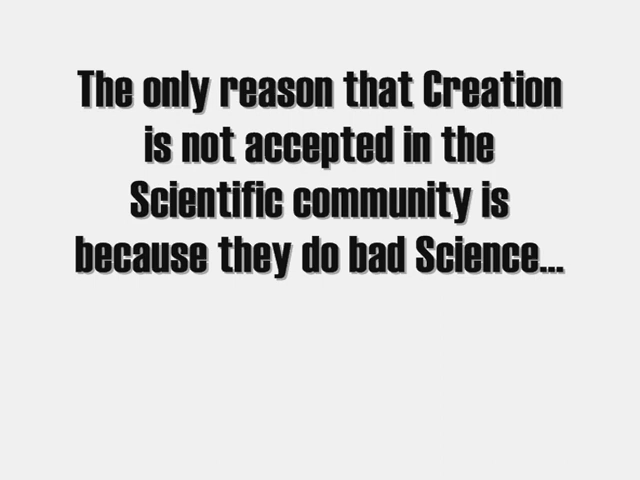 The only reason that Creation
is not accepted in the
Scientific community is
because they do bad Science...